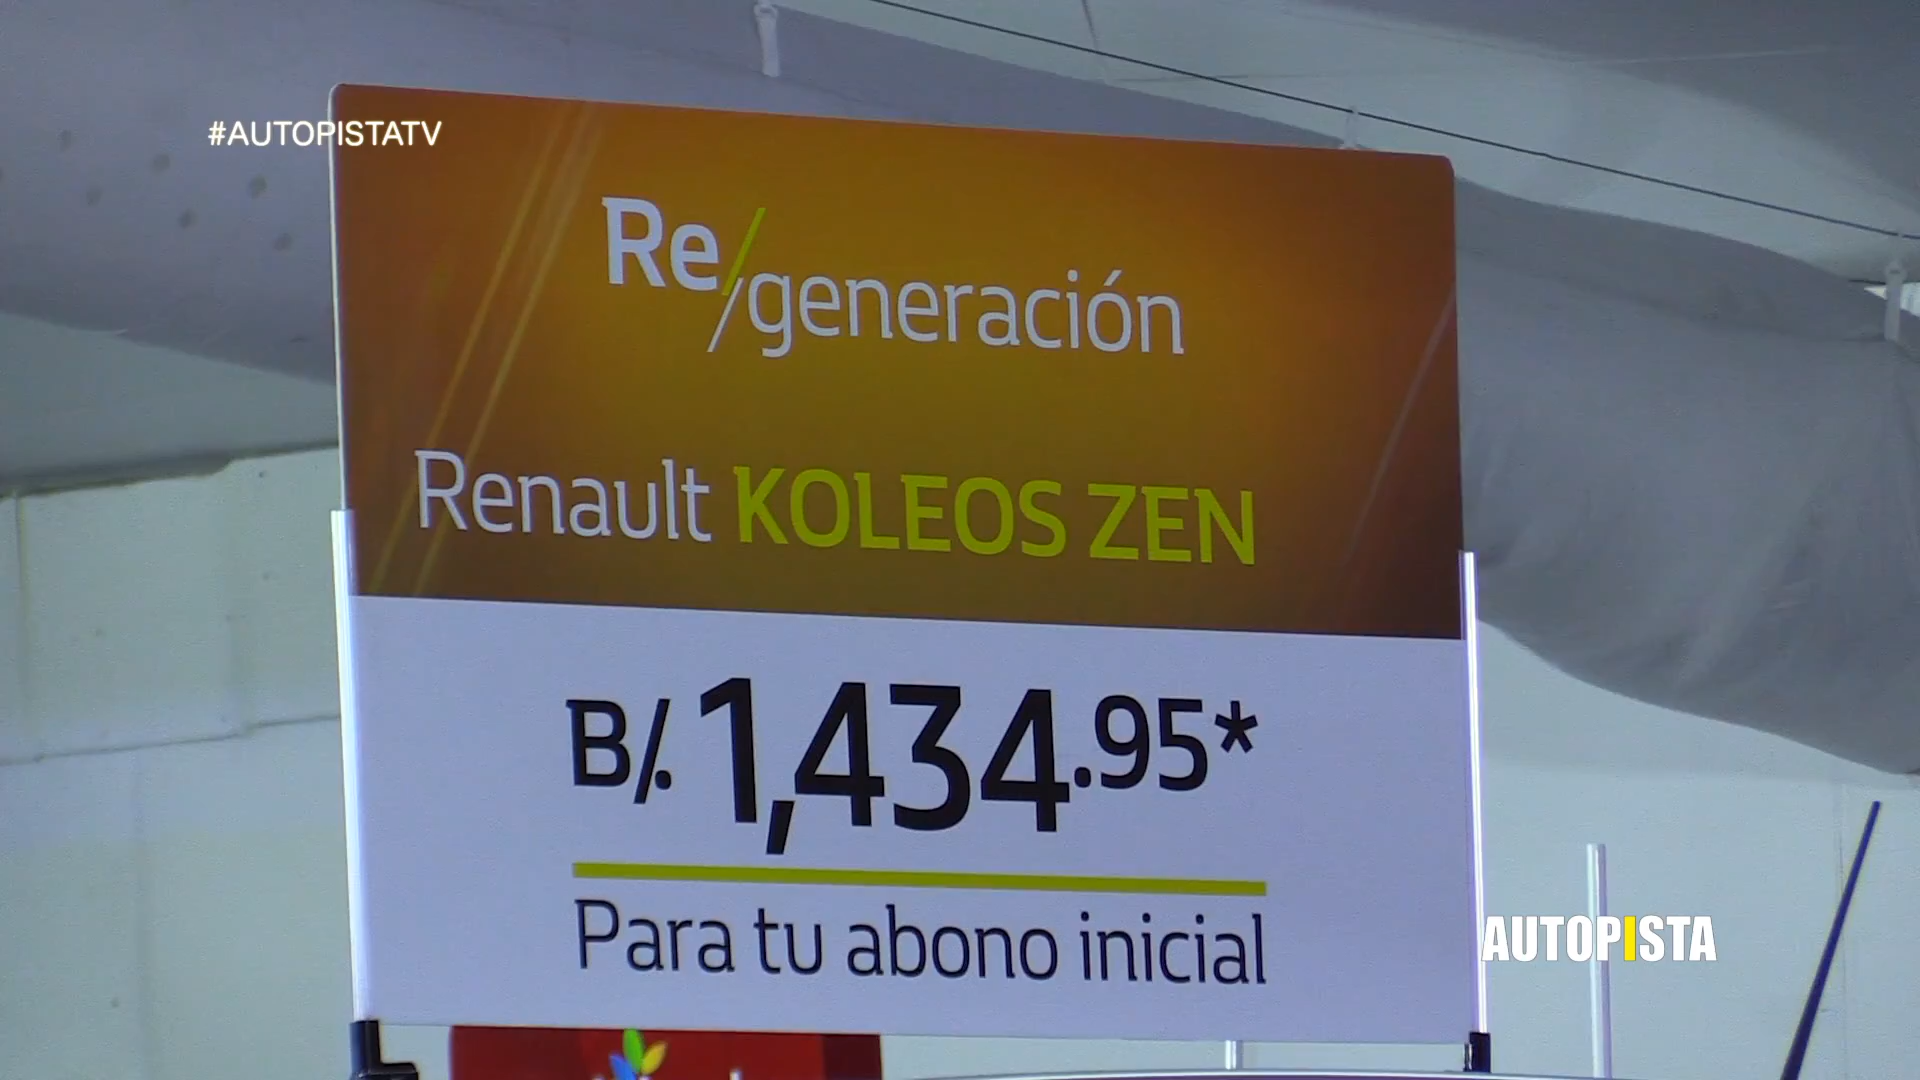 #AUTOPISTATV
Re/generación
Renault KOLEOS ZEN
B/.1,434.95*
Para tu abono inicial
AUTOPISTA